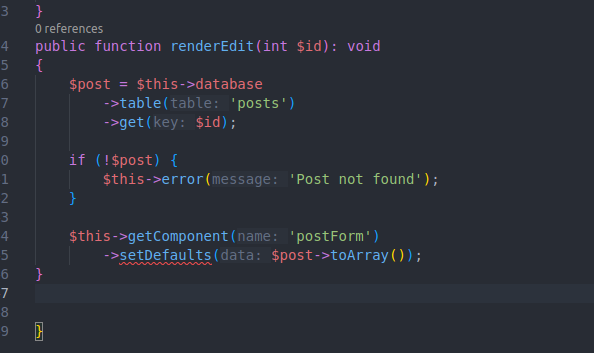 3 }
0 references
4 public function renderEdit(int $id): void
5 {
6 $post = $this->database
7 ->table(table: 'posts')
8 ->get(key: $id);
9
0 if (!$post) {
1 $this->error(message: 'Post not found');
2 }
3
4 $this->getComponent(name: 'postForm')
5 ->setDefaults(data: $post->toArray());
6 }
7
8
9 }